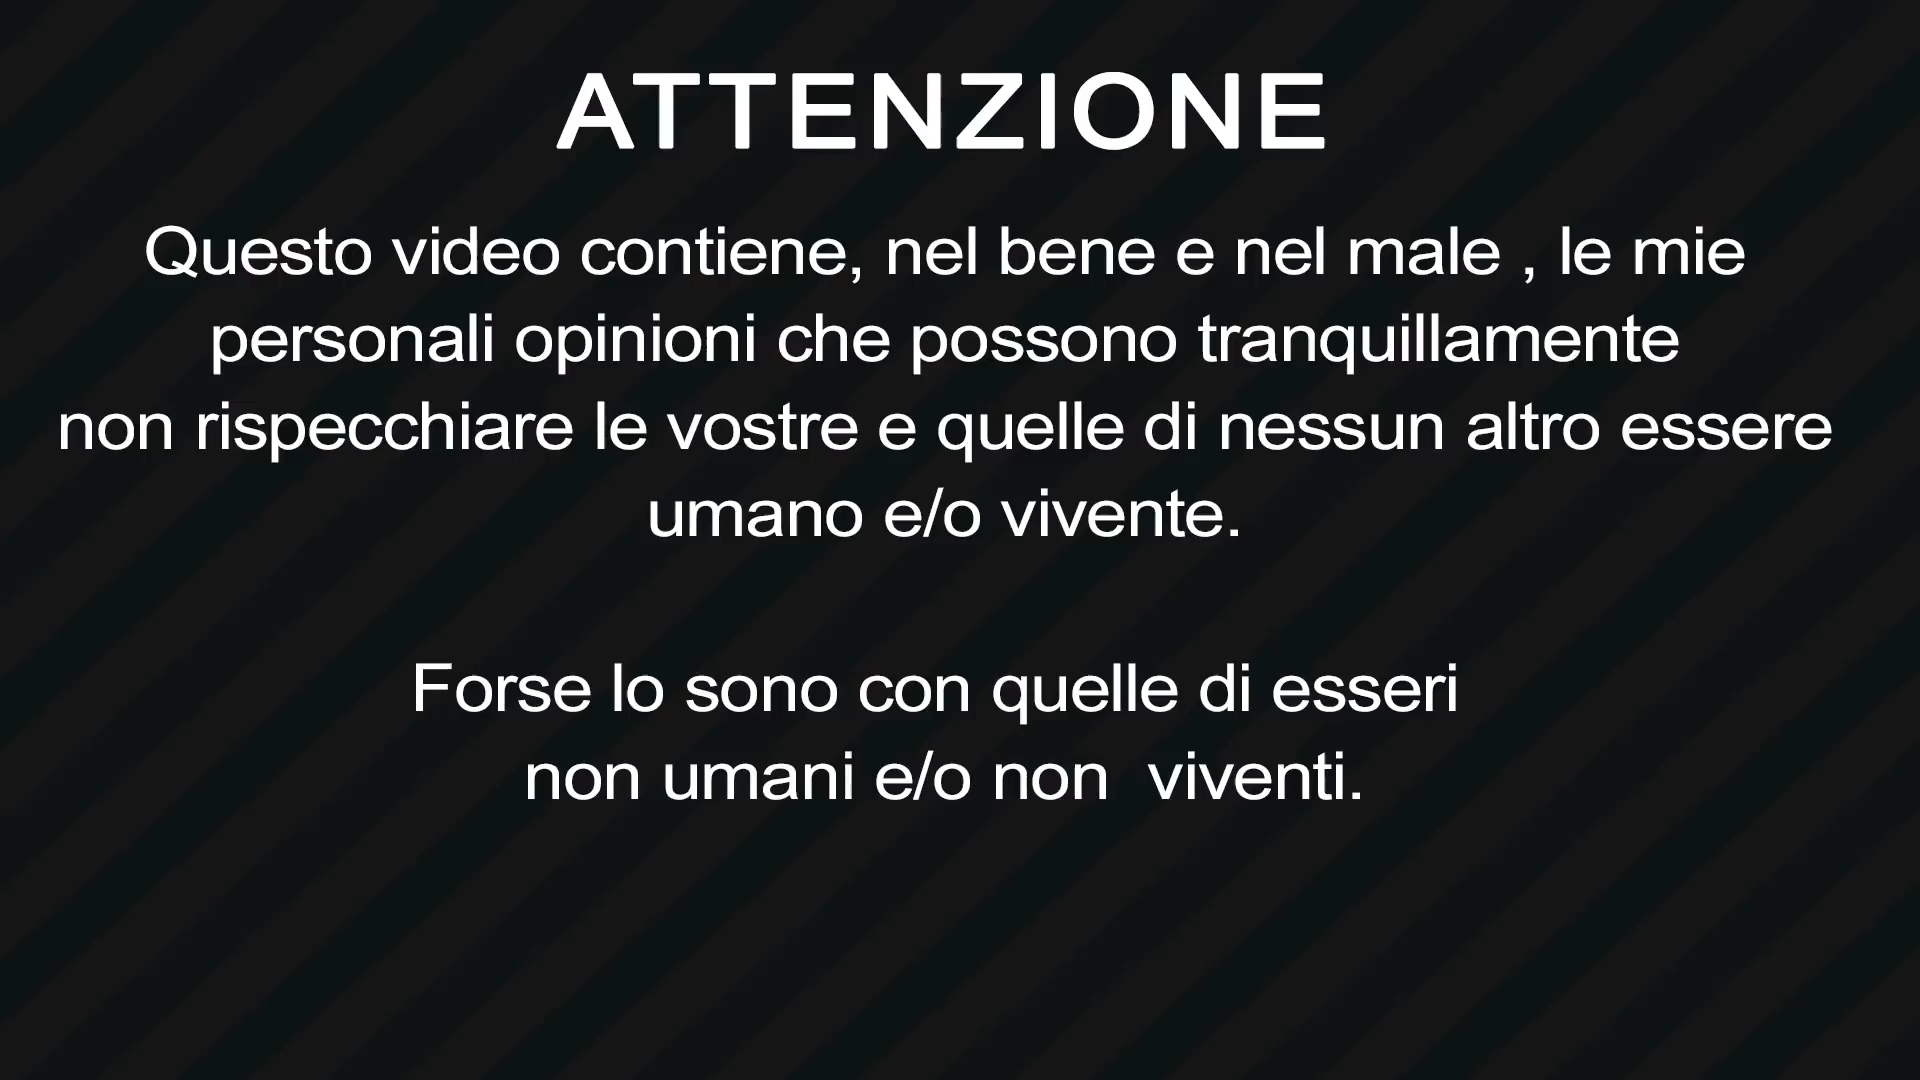 ATTENZIONE
Questo video contiene, nel bene e nel male , le mie
personali opinioni che possono tranquillamente
non rispecchiare le vostre e quelle di nessun altro essere
umano e/o vivente.
Forse lo sono con quelle di esseri
non umani e/o non  viventi.